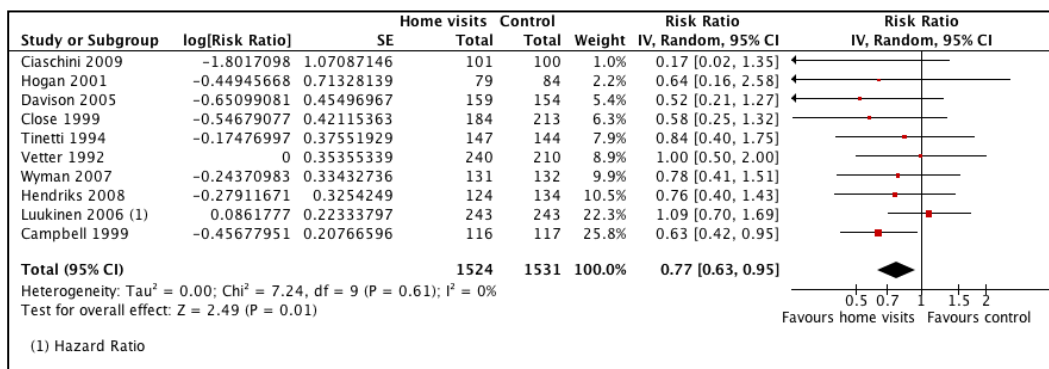 Home visits Control Risk Ratio Risk Ratio
Study or Subgroup log[Risk Ratio] SE Total Total Weight IV, Random, 95% CI IV, Random, 95% CI
Ciaschini 2009 -1.8017098 1.07087146 101 100 1.0% 0.17 [0.02, 1.35]
Hogan 2001 -0.44945668 0.71328139 79 84 2.2% 0.64 [0.16, 2.58]
Davison 2005 -0.65099081 0.45496967 159 154 5.4% 0.52 [0.21, 1.27]
Close 1999 -0.54679077 0.42115363 184 213 6.3% 0.58 [0.25, 1.32]
Tinetti 1994 -0.17476997 0.37551929 147 144 7.9% 0.84 [0.40, 1.75]
Vetter 1992 0 0.35355339 240 210 8.9% 1.00 [0.50, 2.00]
Wyman 2007 -0.24370983 0.33432736 131 132 9.9% 0.78 [0.41, 1.51]
Hendriks 2008 -0.27911671 0.3254249 124 134 10.5% 0.76 [0.40, 1.43]
Luukinen 2006 (1) 0.0861777 0.22333797 243 243 22.3% 1.09 [0.70, 1.69]
Campbell 1999 -0.45677951 0.20766596 116 117 25.8% 0.63 [0.42, 0.95]
Total (95% CI) 1524 1531 100.0% 0.77 [0.63, 0.95]
Heterogeneity: Tau² = 0.00; Chi² = 7.24, df = 9 (P = 0.61); I² = 0%
Test for overall effect: Z = 2.49 (P = 0.01)
0.5 0.7 1 1.5 2
Favours home visits Favours control
(1) Hazard Ratio